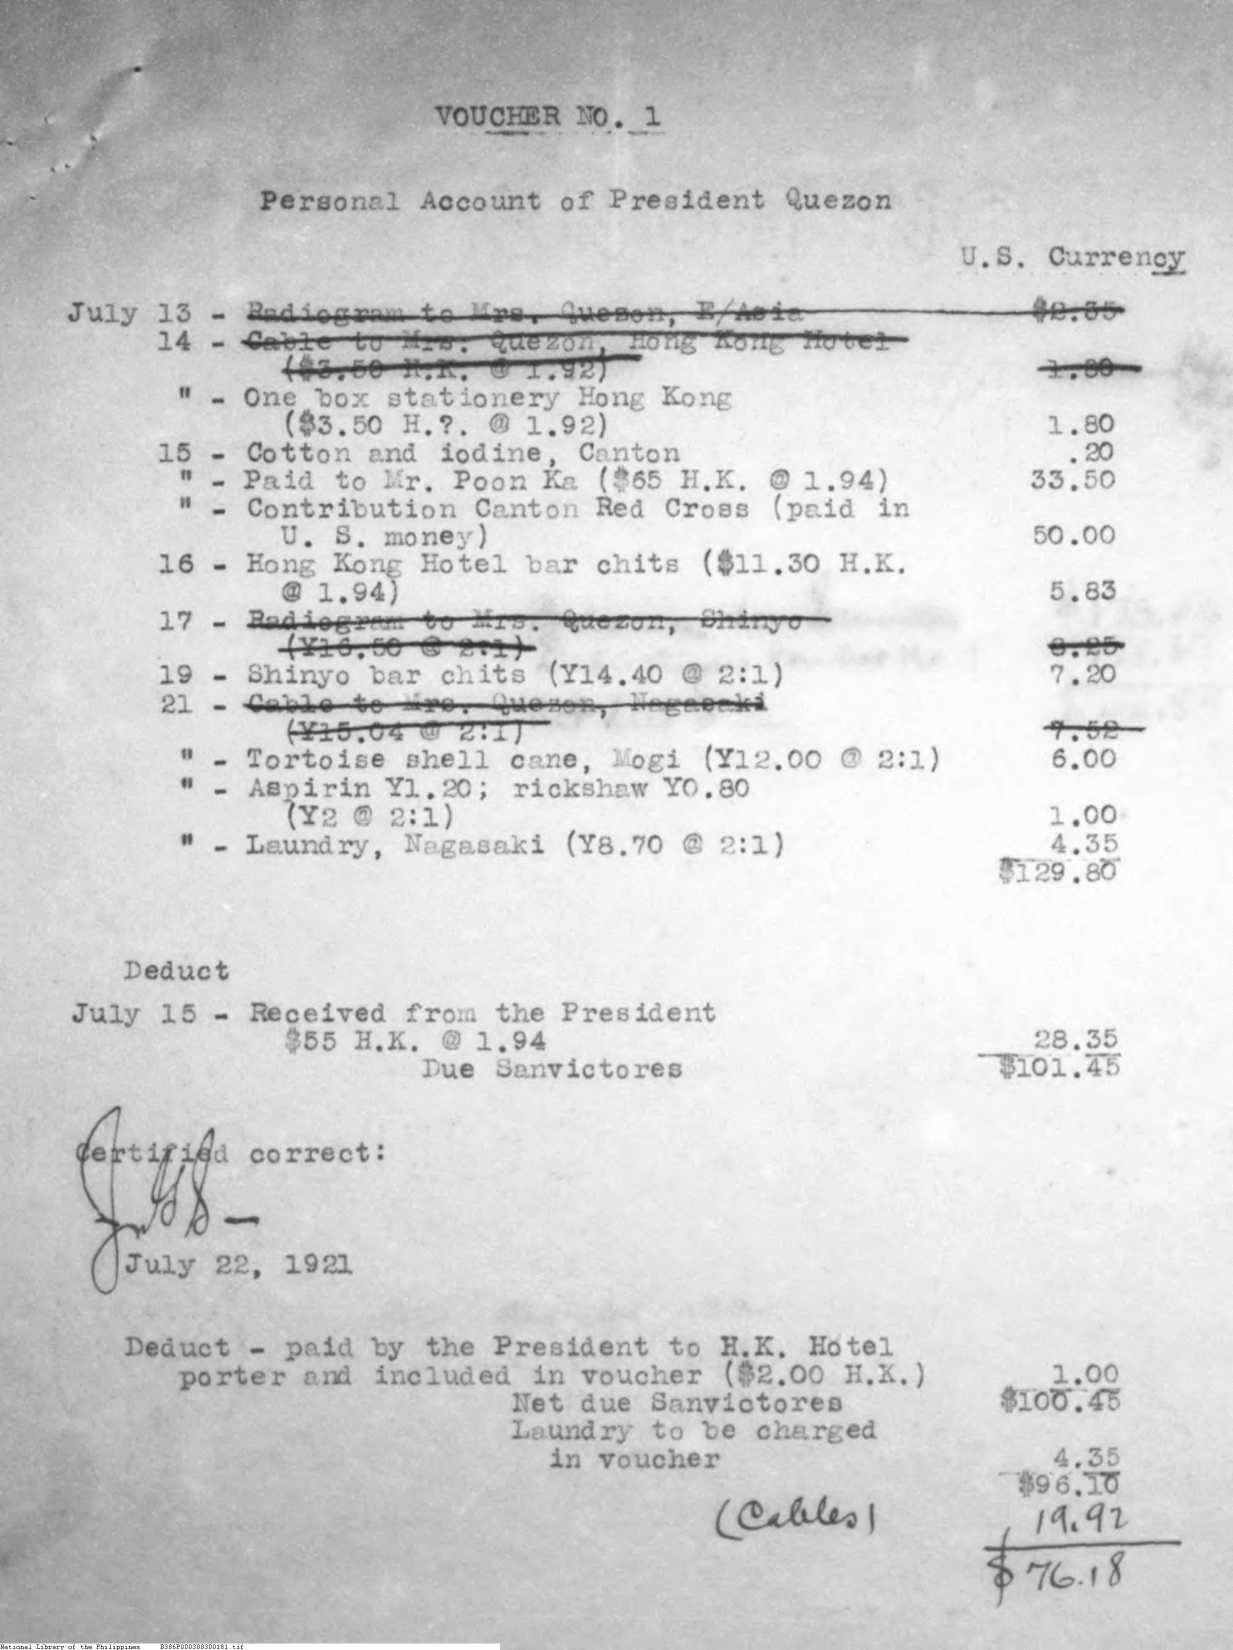 VOUCHER NO. 1
Personal Account of President Quezon
U.S. Currency
July 13 - Radiogram to Mrs. Quezon, E/Asia $2.35
14 - Cable to Mrs. Quezon, Hong Kong Hotel
($3.50 H.K. @ 1.92) 1.80
" - One box stationery Hong Kong
($3.50 H.?. @ 1.92) 1.80
15 - Cotton and iodine, Canton .20
" - Paid to Mr. Poon Ka ($65 H.K. @ 1.94) 33.50
" - Contribution Canton Red Cross (paid in
U. S. money) 50.00
16 - Hong Kong Hotel bar chits ($11.30 H.K.
@ 1.94) 5.83
17 - Radiogram to Mrs. Quezon, Shinyo
(Y16.50 @ 2:1) 8.25
19 - Shinyo bar chits (Y14.40 @ 2:1) 7.20
21 - Cable to Mrs. Quezon, Nagasaki
(Y15.04 @ 2:1) 7.52
" - Tortoise shell cane, Mogi (Y12.00 @ 2:1) 6.00
" - Aspirin Y1.20; rickshaw Y0.80
(Y2 @ 2:1) 1.00
" - Laundry, Nagasaki (Y8.70 @ 2:1) 4.35
$129.80
Deduct
July 15 - Received from the President
$55 H.K. @ 1.94 28.35
Due Sanvictores $101.45
Certified correct:
July 22, 1921
Deduct - paid by the President to H.K. Hotel
porter and included in voucher ($2.00 H.K.) 1.00
Net due Sanvictores $100.45
Laundry to be charged
in voucher 4.35
$96.10
(Cables) 19.92
$76.18
National Library of the Philippines B386P000300300181.tif